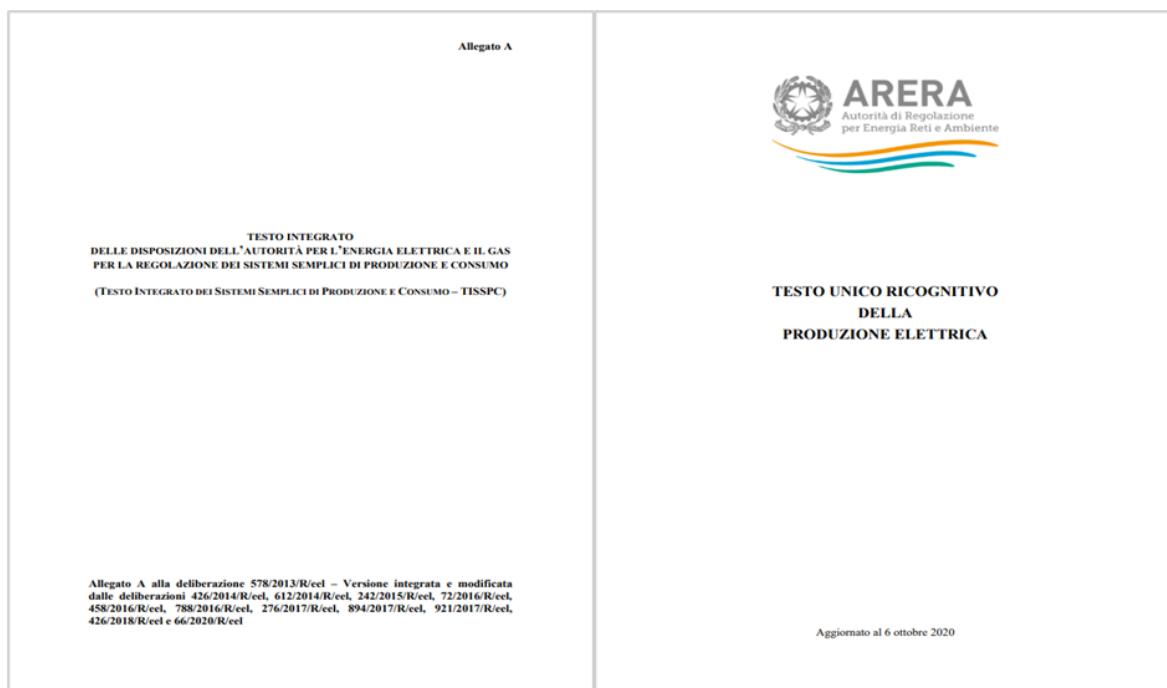 Allegato A
TESTO INTEGRATO
DELLE DISPOSIZIONI DELL'AUTORITÀ PER L'ENERGIA ELETTRICA E IL GAS
PER LA REGOLAZIONE DEI SISTEMI SEMPLICI DI PRODUZIONE E CONSUMO
(TESTO INTEGRATO DEI SISTEMI SEMPLICI DI PRODUZIONE E CONSUMO – TISSPC)
Allegato A alla deliberazione 578/2013/R/eel – Versione integrata e modificata
dalle deliberazioni 426/2014/R/eel, 612/2014/R/eel, 242/2015/R/eel, 72/2016/R/eel,
458/2016/R/eel, 788/2016/R/eel, 276/2017/R/eel, 894/2017/R/eel, 921/2017/R/eel,
426/2018/R/eel e 66/2020/R/eel
ARERA
Autorità di Regolazione
per Energia Reti e Ambiente
TESTO UNICO RICOGNITIVO
DELLA
PRODUZIONE ELETTRICA
Aggiornato al 6 ottobre 2020